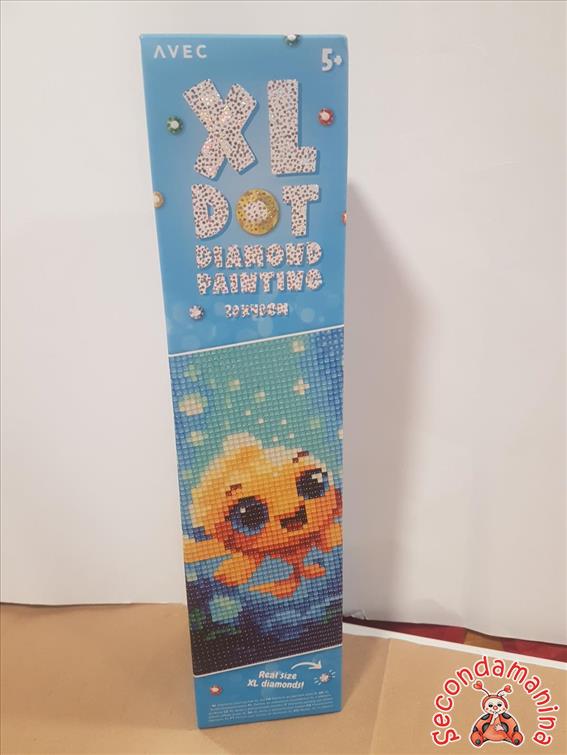 AVEC
5+
XL
DOT
DIAMOND
PAINTING
Real size
XL diamonds!
Secondamanina